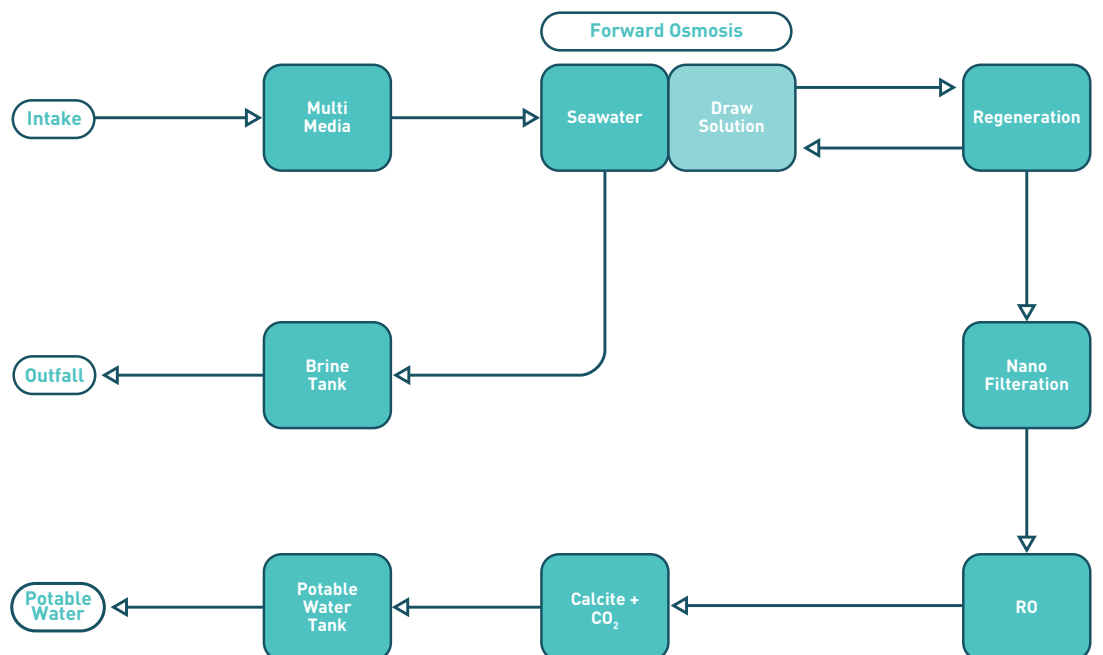 Forward Osmosis
Intake
Multi
Media
Seawater
Draw
Solution
Regeneration
Outfall
Brine
Tank
Nano
Filteration
Potable
Water
Potable
Water
Tank
Calcite +
CO₂
RO